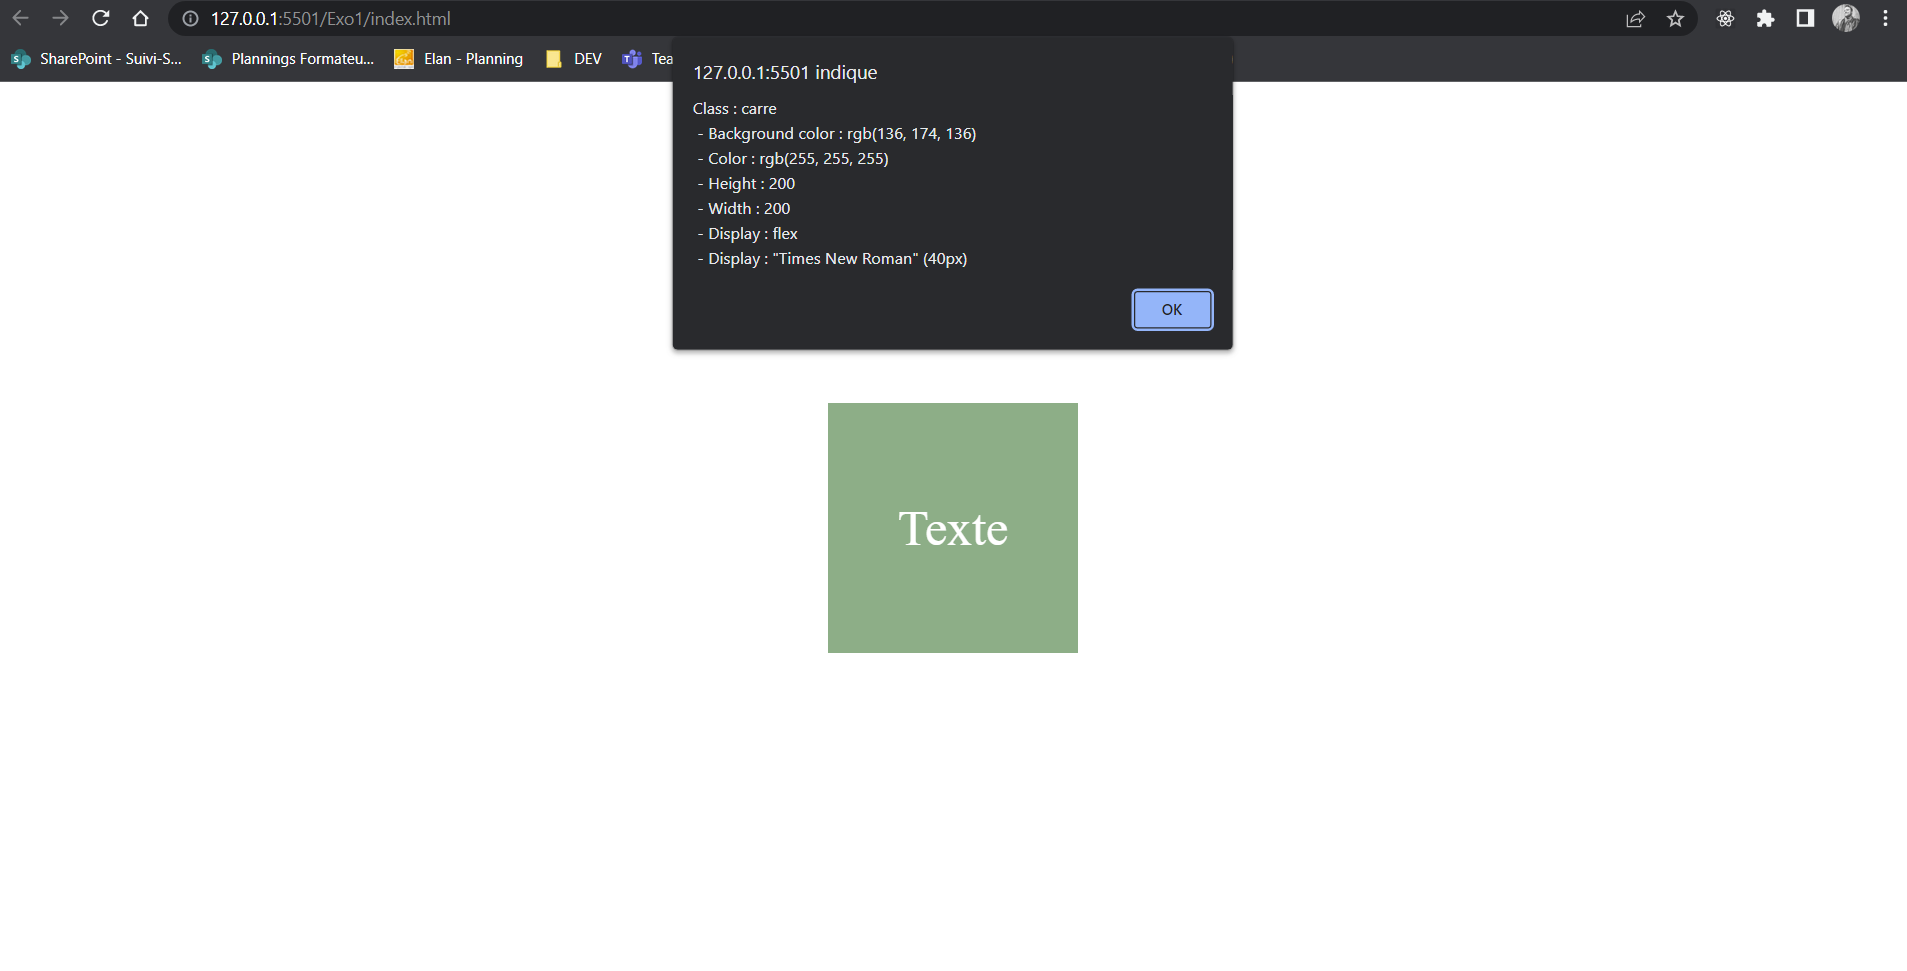 127.0.0.1:5501/Exo1/index.html
SharePoint - Suivi-S... Plannings Formateu... Elan - Planning DEV Tea
127.0.0.1:5501 indique
Class : carre
- Background color : rgb(136, 174, 136)
- Color : rgb(255, 255, 255)
- Height : 200
- Width : 200
- Display : flex
- Display : "Times New Roman" (40px)
OK
Texte